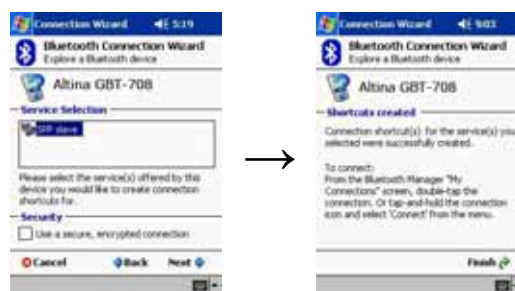 Connection Wizard 5:19
Bluetooth Connection Wizard
Explore a Bluetooth device
Altina GBT-708
Service Selection
SPP slave
Please select the service(s) offered by this
device you would like to create connection
shortcuts for.
Security
Use a secure, encrypted connection
Cancel Back Next
→
Connection Wizard 9:03
Bluetooth Connection Wizard
Explore a Bluetooth device
Altina GBT-708
Shortcuts created
Connection shortcut(s) for the service(s) you
selected were successfully created.
To connect:
From the Bluetooth Manager "My
Connections" screen, double-tap the
connection. Or tap-and-hold the connection
icon and select 'Connect' from the menu.
Finish